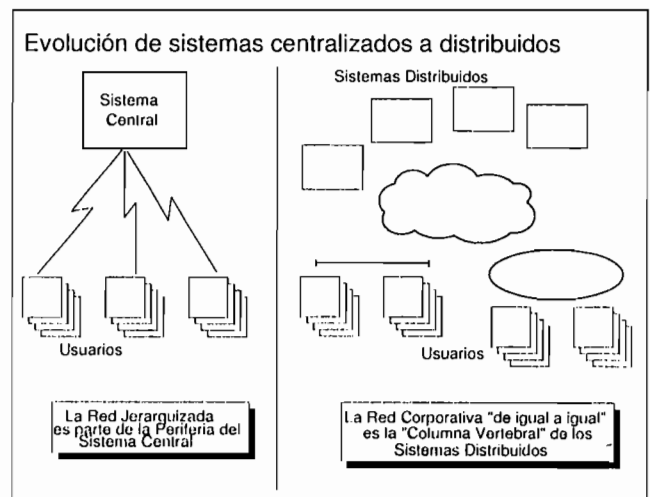 Evolución de sistemas centralizados a distribuidos
Sistema
Central
Usuarios
La Red Jerarquizada
es parte de la Periferia del
Sistema Central
Sistemas Distribuidos
Usuarios
La Red Corporativa "de igual a igual"
es la "Columna Vertebral" de los
Sistemas Distribuidos